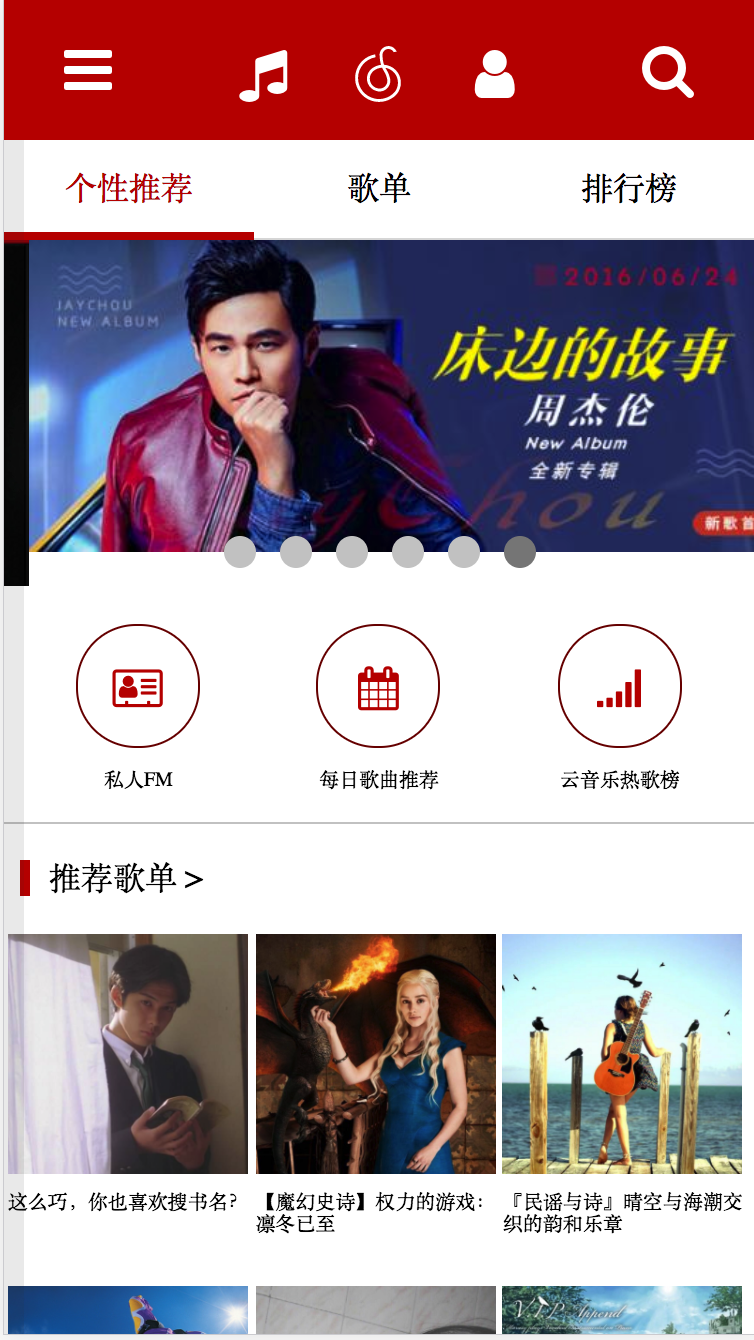 个性推荐
歌单
排行榜
JAYCHOU
NEW ALBUM
2016/06/24
床边的故事
周杰伦
New Album
全新专辑
JayChou
新歌首
私人FM
每日歌曲推荐
云音乐热歌榜
推荐歌单 >
这么巧，你也喜欢搜书名?
【魔幻史诗】权力的游戏：
凛冬已至
『民谣与诗』晴空与海潮交
织的韵和乐章
V.I.P Append